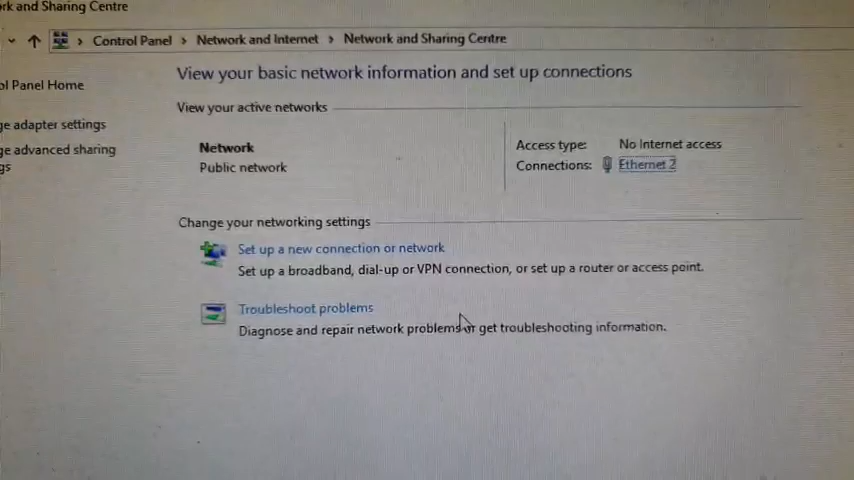 rk and Sharing Centre
Control Panel › Network and Internet › Network and Sharing Centre
ol Panel Home
ge adapter settings
ge advanced sharing
gs
View your basic network information and set up connections
View your active networks
Network
Public network
Access type: No Internet access
Connections: Ethernet 2
Change your networking settings
Set up a new connection or network
Set up a broadband, dial-up or VPN connection, or set up a router or access point.
Troubleshoot problems
Diagnose and repair network problems or get troubleshooting information.